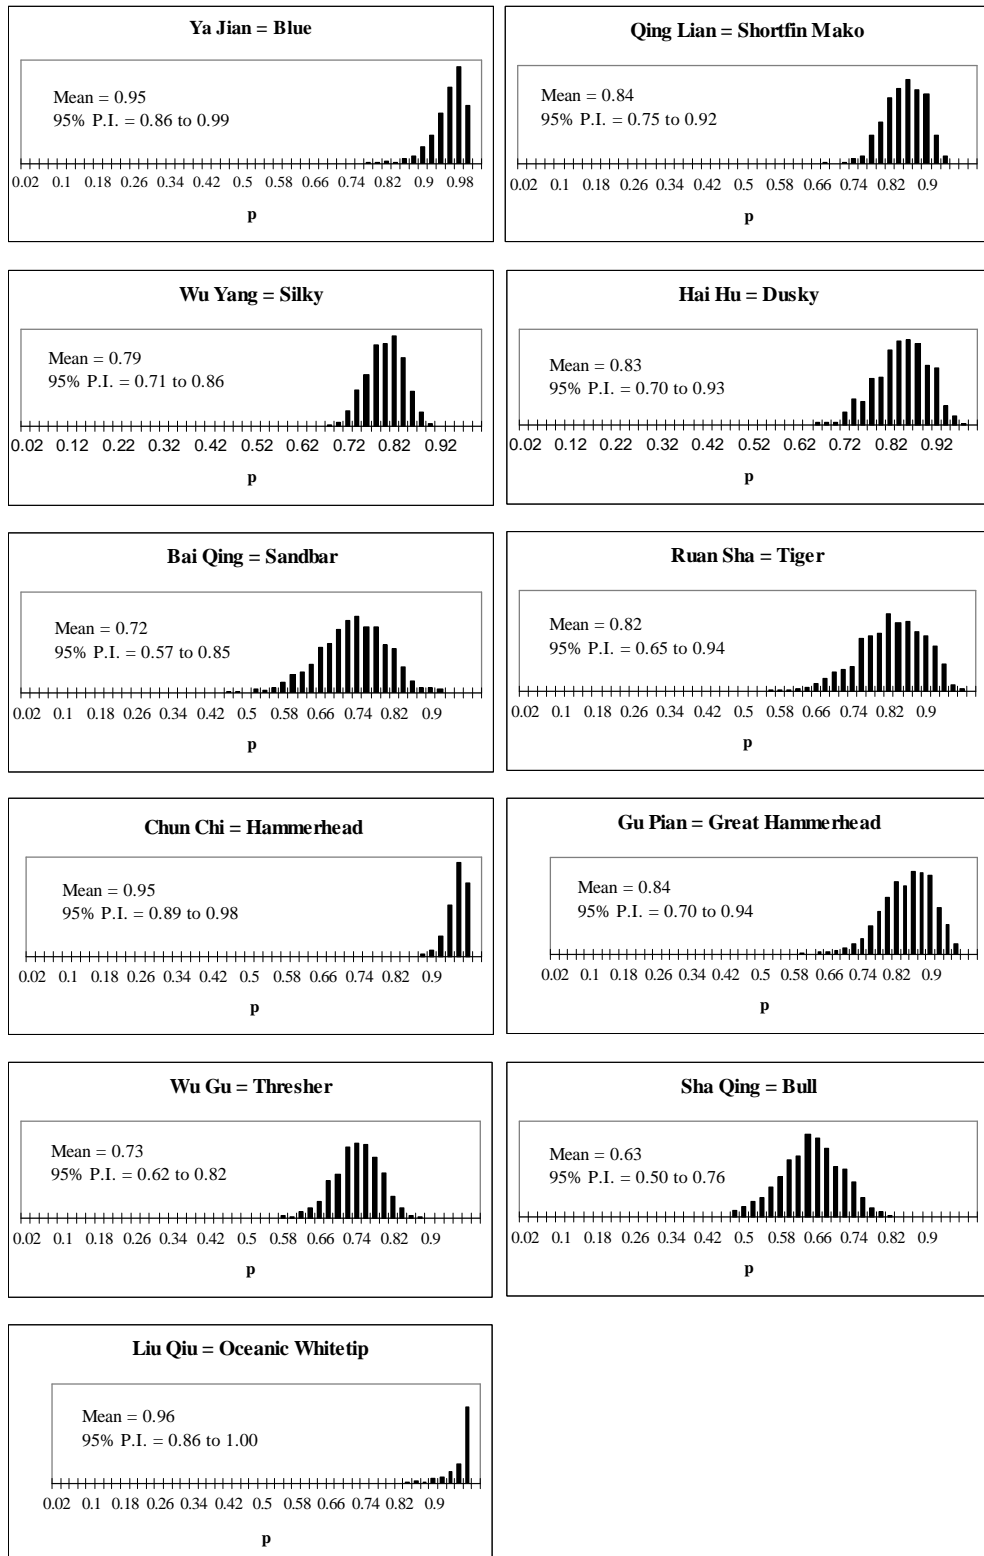 Ya Jian = Blue
Mean = 0.95
95% P.I. = 0.86 to 0.99
0.02 0.1 0.18 0.26 0.34 0.42 0.5 0.58 0.66 0.74 0.82 0.9 0.98
p
Qing Lian = Shortfin Mako
Mean = 0.84
95% P.I. = 0.75 to 0.92
0.02 0.1 0.18 0.26 0.34 0.42 0.5 0.58 0.66 0.74 0.82 0.9
p
Wu Yang = Silky
Mean = 0.79
95% P.I. = 0.71 to 0.86
0.02 0.12 0.22 0.32 0.42 0.52 0.62 0.72 0.82 0.92
p
Hai Hu = Dusky
Mean = 0.83
95% P.I. = 0.70 to 0.93
0.02 0.12 0.22 0.32 0.42 0.52 0.62 0.72 0.82 0.92
p
Bai Qing = Sandbar
Mean = 0.72
95% P.I. = 0.57 to 0.85
0.02 0.1 0.18 0.26 0.34 0.42 0.5 0.58 0.66 0.74 0.82 0.9
p
Ruan Sha = Tiger
Mean = 0.82
95% P.I. = 0.65 to 0.94
0.02 0.1 0.18 0.26 0.34 0.42 0.5 0.58 0.66 0.74 0.82 0.9
p
Chun Chi = Hammerhead
Mean = 0.95
95% P.I. = 0.89 to 0.98
0.02 0.1 0.18 0.26 0.34 0.42 0.5 0.58 0.66 0.74 0.82 0.9
p
Gu Pian = Great Hammerhead
Mean = 0.84
95% P.I. = 0.70 to 0.94
0.02 0.1 0.18 0.26 0.34 0.42 0.5 0.58 0.66 0.74 0.82 0.9
p
Wu Gu = Thresher
Mean = 0.73
95% P.I. = 0.62 to 0.82
0.02 0.1 0.18 0.26 0.34 0.42 0.5 0.58 0.66 0.74 0.82 0.9
p
Sha Qing = Bull
Mean = 0.63
95% P.I. = 0.50 to 0.76
0.02 0.1 0.18 0.26 0.34 0.42 0.5 0.58 0.66 0.74 0.82 0.9
p
Liu Qiu = Oceanic Whitetip
Mean = 0.96
95% P.I. = 0.86 to 1.00
0.02 0.1 0.18 0.26 0.34 0.42 0.5 0.58 0.66 0.74 0.82 0.9
p